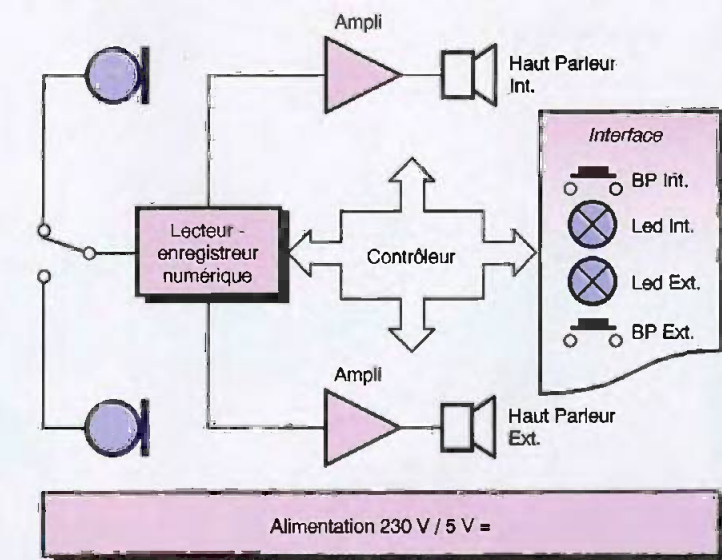 Ampli
Haut Parleur
Int.
Interface
BP Int.
Led Int.
Led Ext.
BP Ext.
Lecteur -
enregistreur
numérique
Contrôleur
Ampli
Haut Parleur
Ext.
Alimentation 230 V / 5 V =